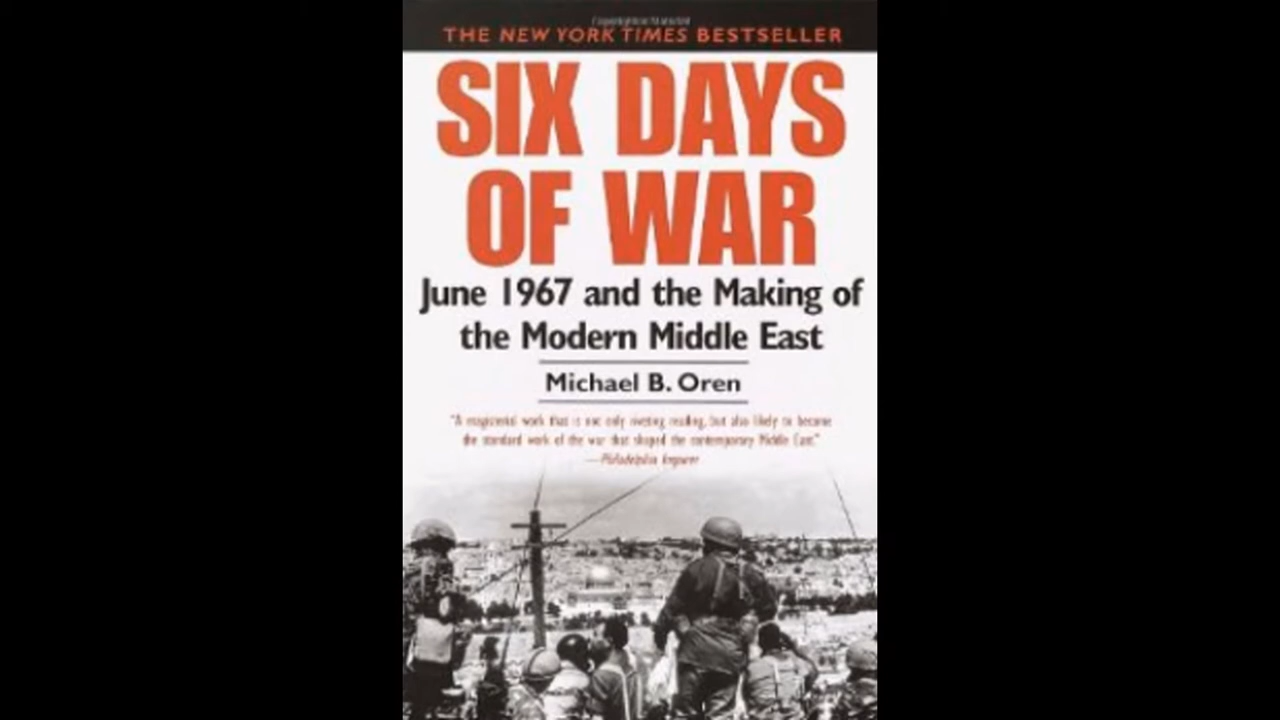 THE NEW YORK TIMES BESTSELLER
SIX DAYS
OF WAR
June 1967 and the Making of
the Modern Middle East
Michael B. Oren
"A magisterial work that is not only riveting reading, but also likely to become
the standard work of the war that shaped the contemporary Middle East."
—Philadelphia Inquirer